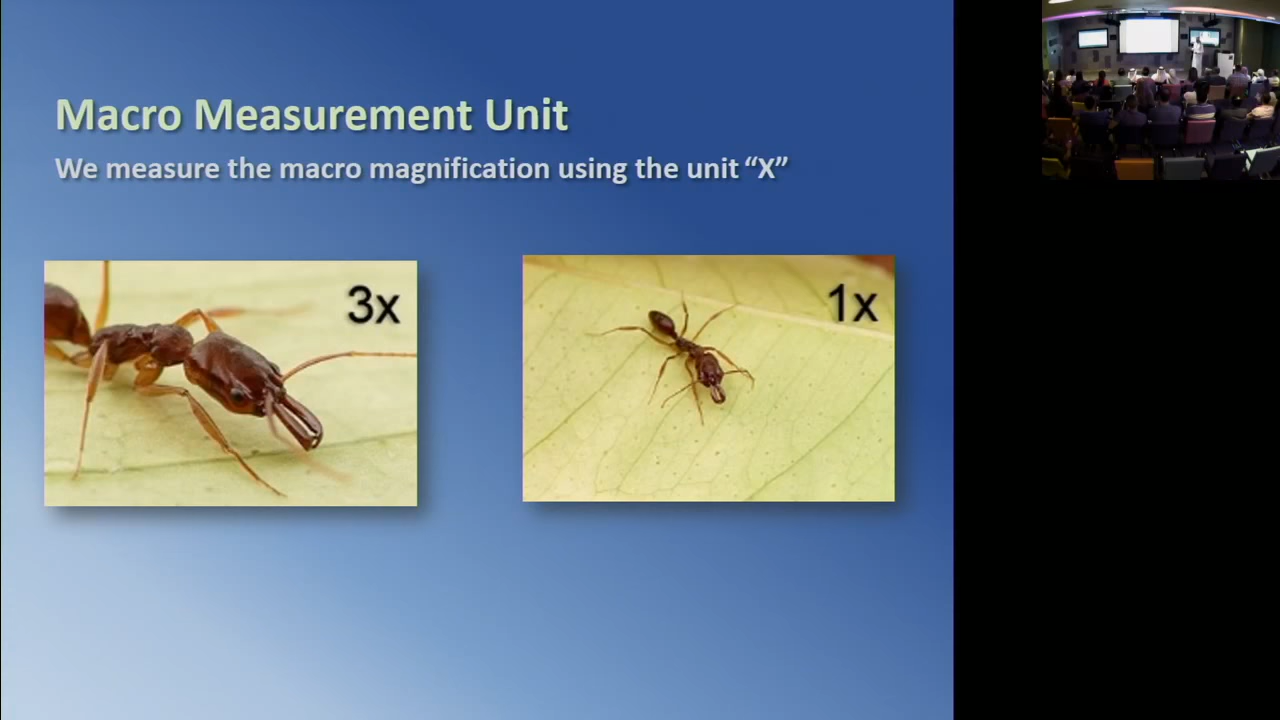 Macro Measurement Unit
We measure the macro magnification using the unit “X”
3x
1x